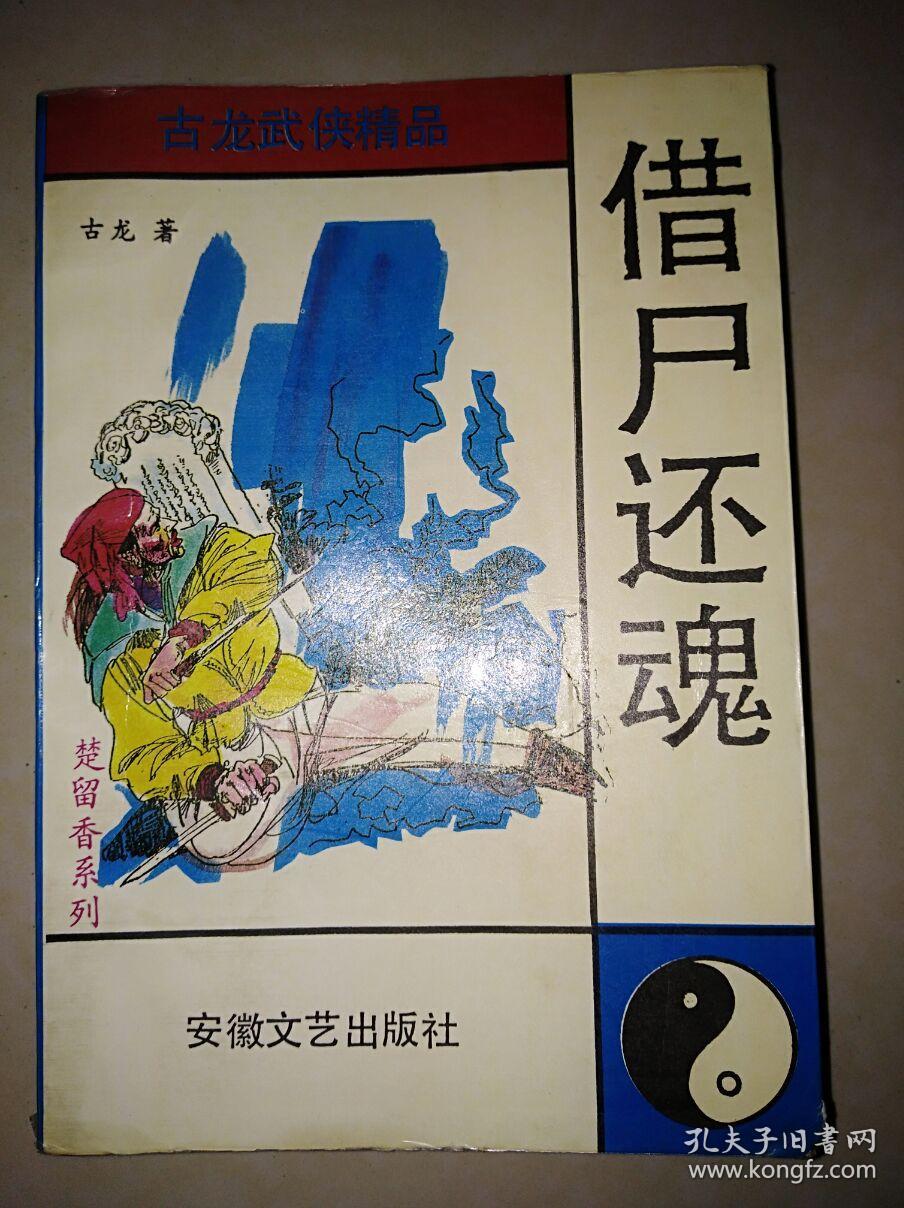 古龙武侠精品
古龙 著
借尸还魂
楚留香系列
安徽文艺出版社
孔夫子旧書网
www.kongfz.com